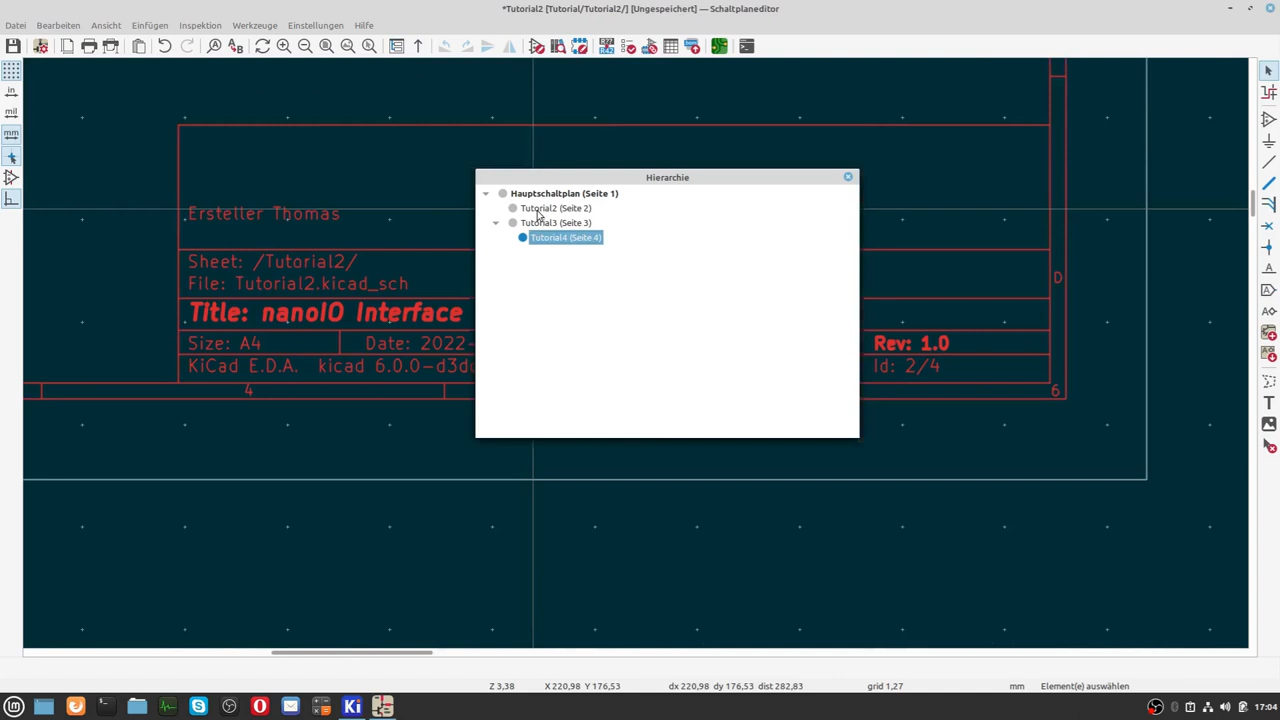 *Tutorial2 [Tutorial/Tutorial2/] [Ungespeichert] — Schaltplaneditor
Datei Bearbeiten Ansicht Einfügen Inspektion Werkzeuge Einstellungen Hilfe
in
mil
mm
Hierarchie
Hauptschaltplan (Seite 1)
Tutorial2 (Seite 2)
Tutorial3 (Seite 3)
Tutorial4 (Seite 4)
Ersteller Thomas
Sheet: /Tutorial2/
File: Tutorial2.kicad_sch
Title: nanoIO Interface
Size: A4 Date: 2022- Rev: 1.0
KiCad E.D.A. kicad 6.0.0-d3d Id: 2/4
D
4 6
Z 3,38 X 220,98 Y 176,53 dx 220,98 dy 176,53 dist 282,83 grid 1,27 mm Element(e) auswählen
Ki 17:04